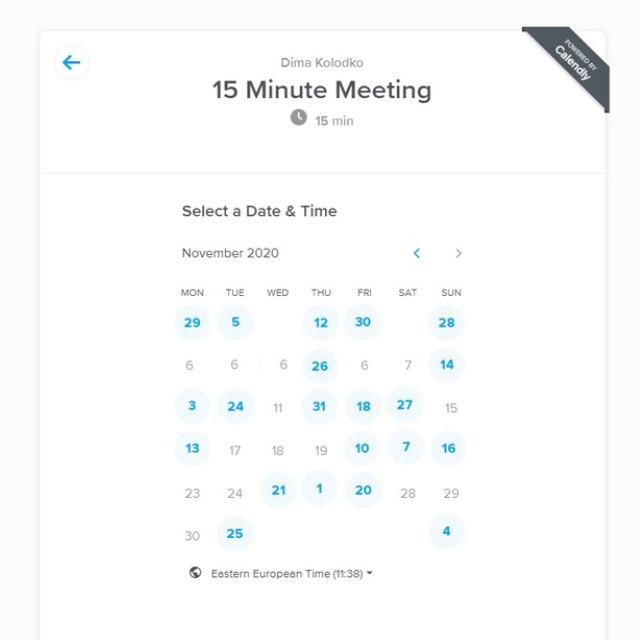 POWERED BY
Calendly
Dima Kolodko
15 Minute Meeting
15 min
Select a Date & Time
November 2020
MON TUE WED THU FRI SAT SUN
29 5 12 30 28
6 6 6 26 6 7 14
3 24 11 31 18 27 15
13 17 18 19 10 7 16
23 24 21 1 20 28 29
30 25 4
Eastern European Time (11:38)